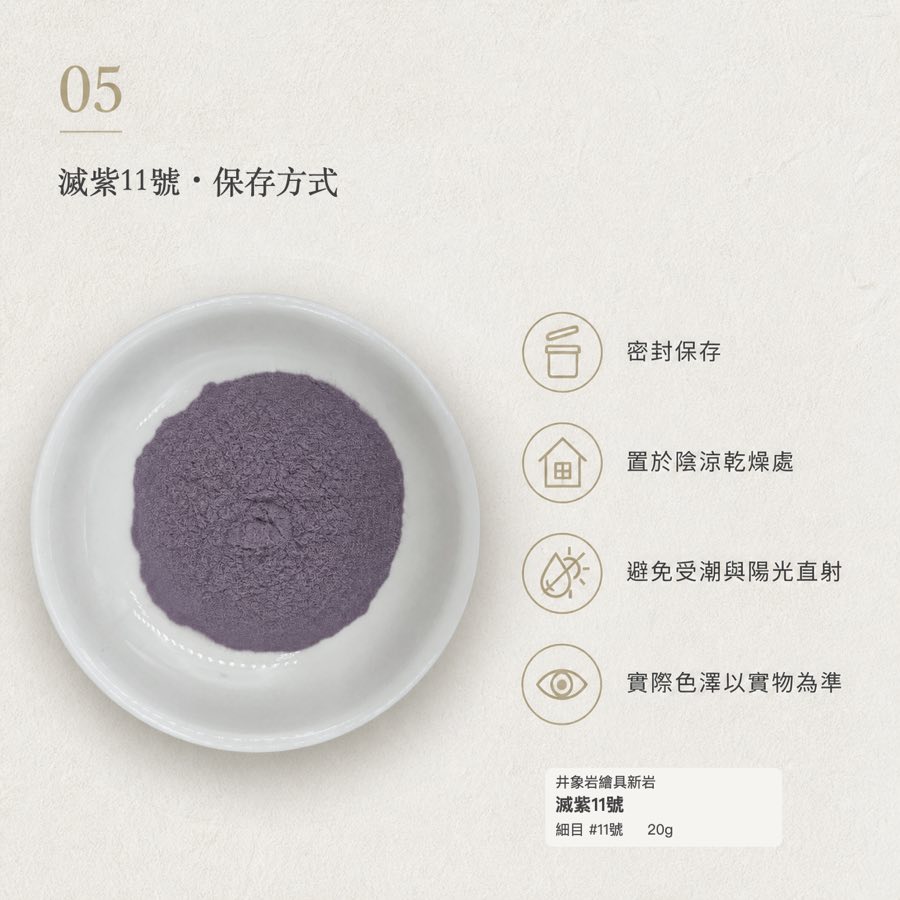 05
滅紫11號・保存方式
密封保存
置於陰涼乾燥處
避免受潮與陽光直射
實際色澤以實物為準
井象岩繪具新岩
滅紫11號
細目 #11號 20g